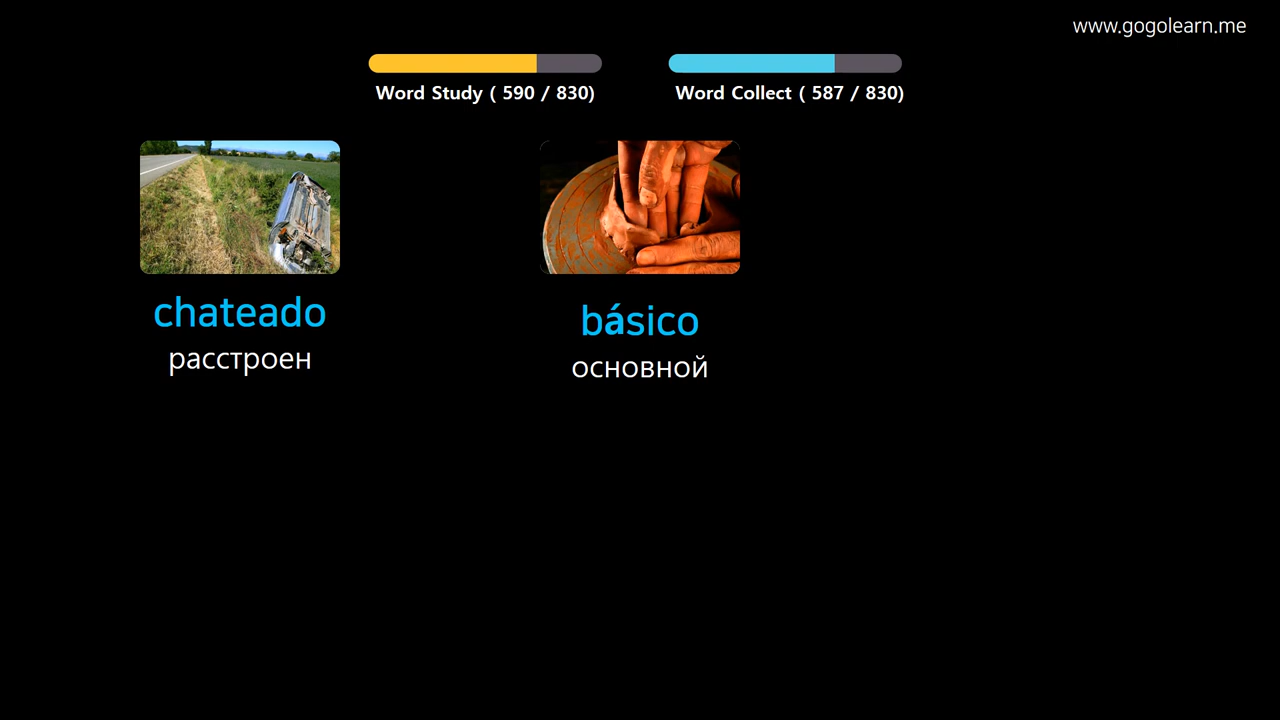 www.gogolearn.me
Word Study ( 590 / 830)
Word Collect ( 587 / 830)
chateado
расстроен
básico
основной